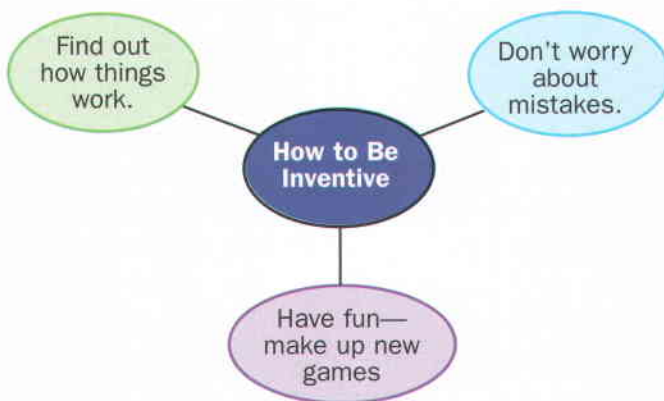 Find out
how things
work.
Don't worry
about
mistakes.
How to Be
Inventive
Have fun—
make up new
games